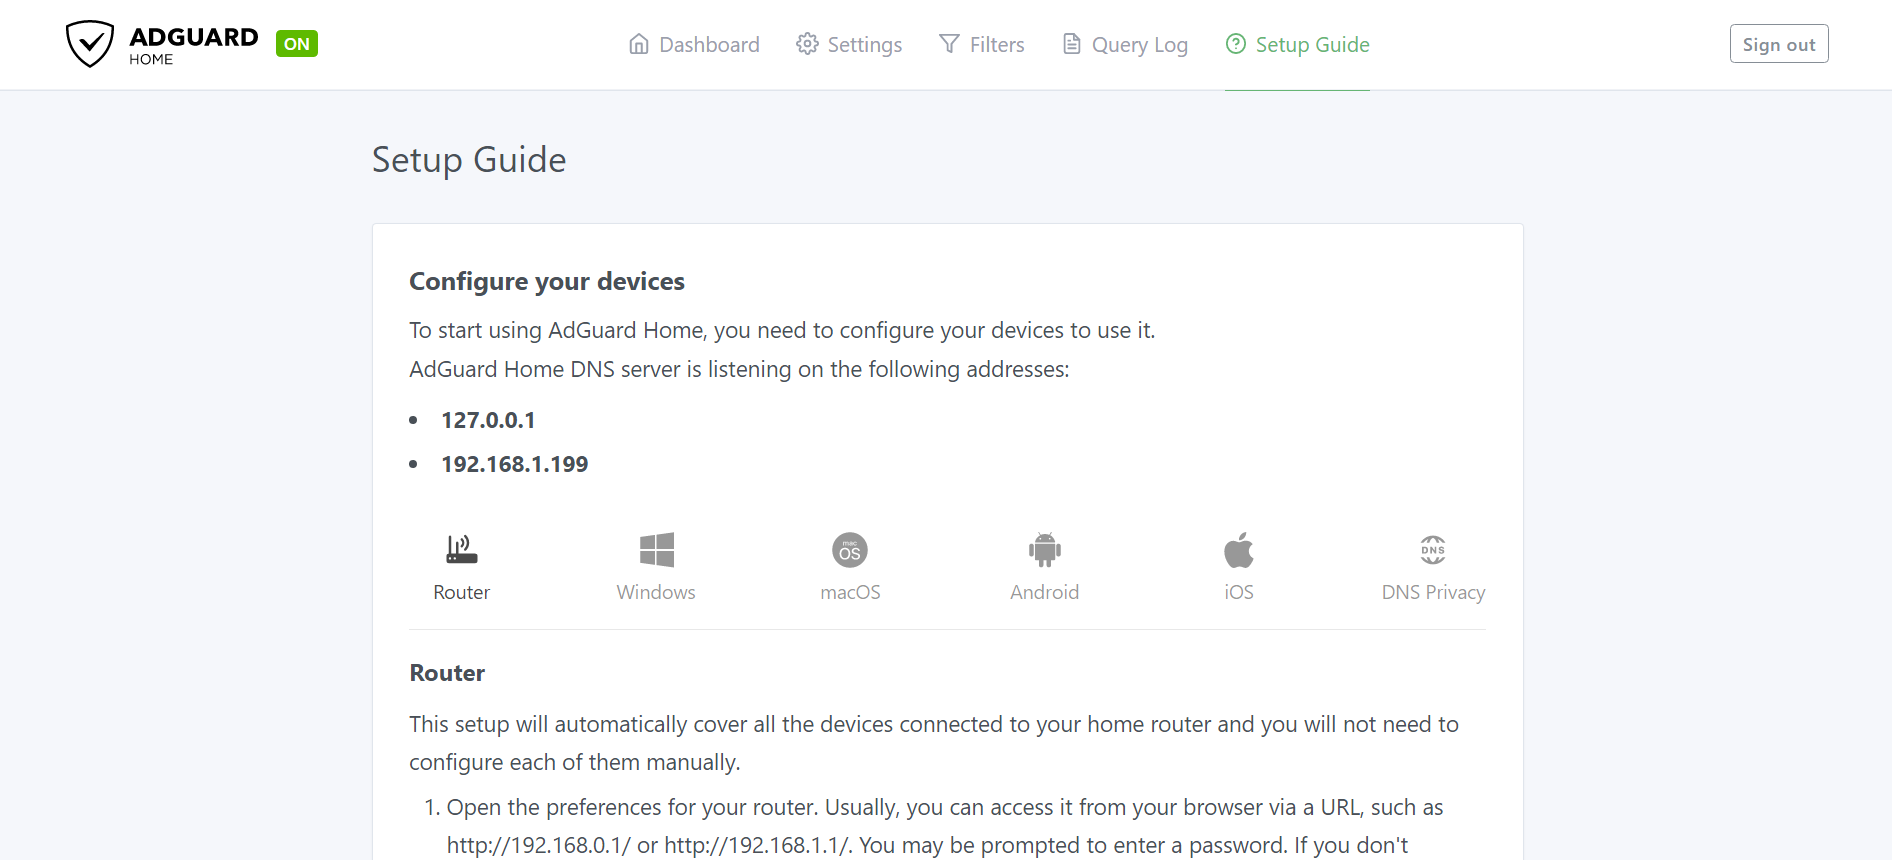 ADGUARD
HOME
ON
Dashboard
Settings
Filters
Query Log
Setup Guide
Sign out
Setup Guide
Configure your devices
To start using AdGuard Home, you need to configure your devices to use it.
AdGuard Home DNS server is listening on the following addresses:
• 127.0.0.1
• 192.168.1.199
mac
OS
DNS
Router
Windows
macOS
Android
iOS
DNS Privacy
Router
This setup will automatically cover all the devices connected to your home router and you will not need to
configure each of them manually.
1. Open the preferences for your router. Usually, you can access it from your browser via a URL, such as
http://192.168.0.1/ or http://192.168.1.1/. You may be prompted to enter a password. If you don't